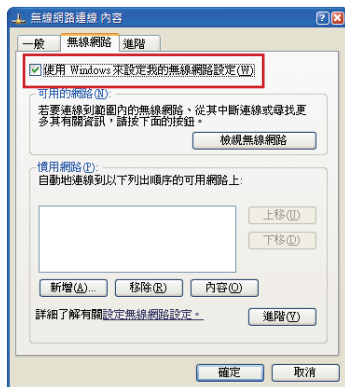 無線網路連線 內容
一般 無線網路 進階
使用 Windows 來設定我的無線網路設定(W)
可用的網路(N):
若要連線到範圍內的無線網路、從其中斷連線或尋找更
多其有關資訊，請按下面的按鈕。
檢視無線網路
慣用網路(P):
自動地連線到以下列出順序的可用網路上:
上移(U)
下移(D)
新增(A)... 移除(R) 內容(O)
詳細了解有關設定無線網路設定。 進階(V)
確定 取消